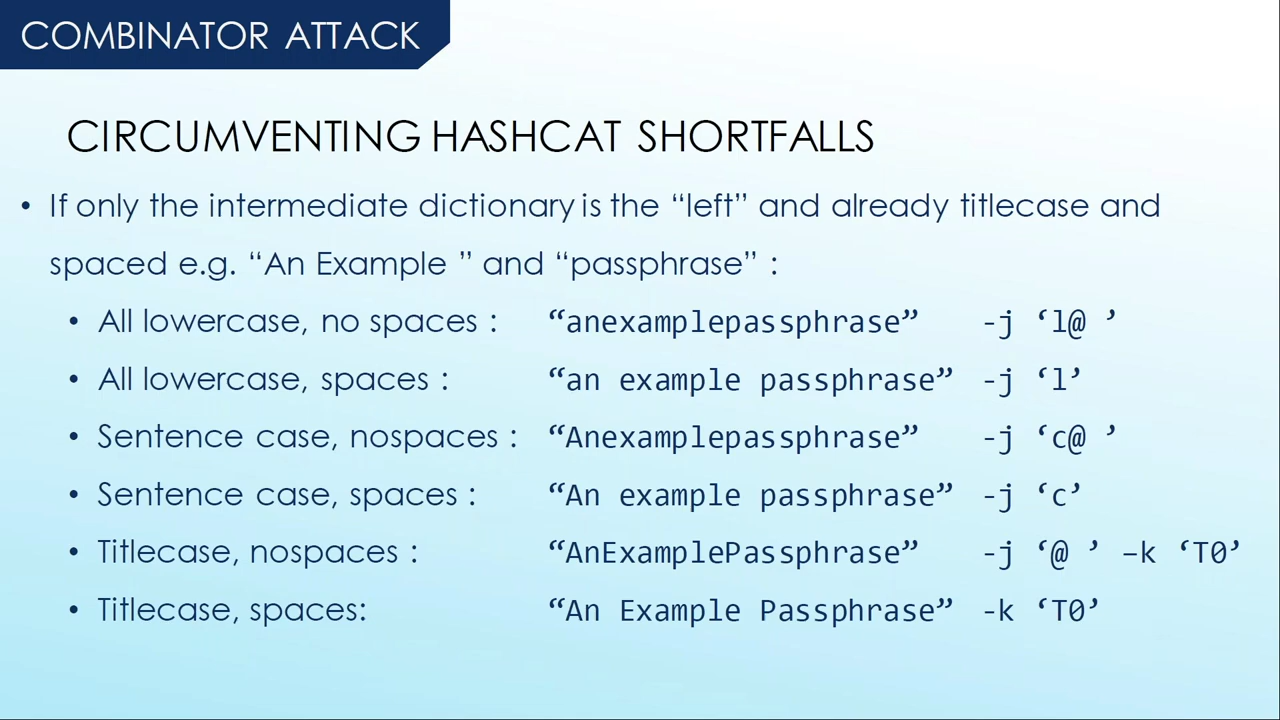 COMBINATOR ATTACK
CIRCUMVENTING HASHCAT SHORTFALLS
• If only the intermediate dictionary is the “left” and already titlecase and
spaced e.g. “An Example ” and “passphrase” :
• All lowercase, no spaces : “anexamplepassphrase” -j ‘l@ ’
• All lowercase, spaces : “an example passphrase” -j ‘l’
• Sentence case, nospaces : “Anexamplepassphrase” -j ‘c@ ’
• Sentence case, spaces : “An example passphrase” -j ‘c’
• Titlecase, nospaces : “AnExamplePassphrase” -j ‘@ ’ –k ‘T0’
• Titlecase, spaces: “An Example Passphrase” -k ‘T0’